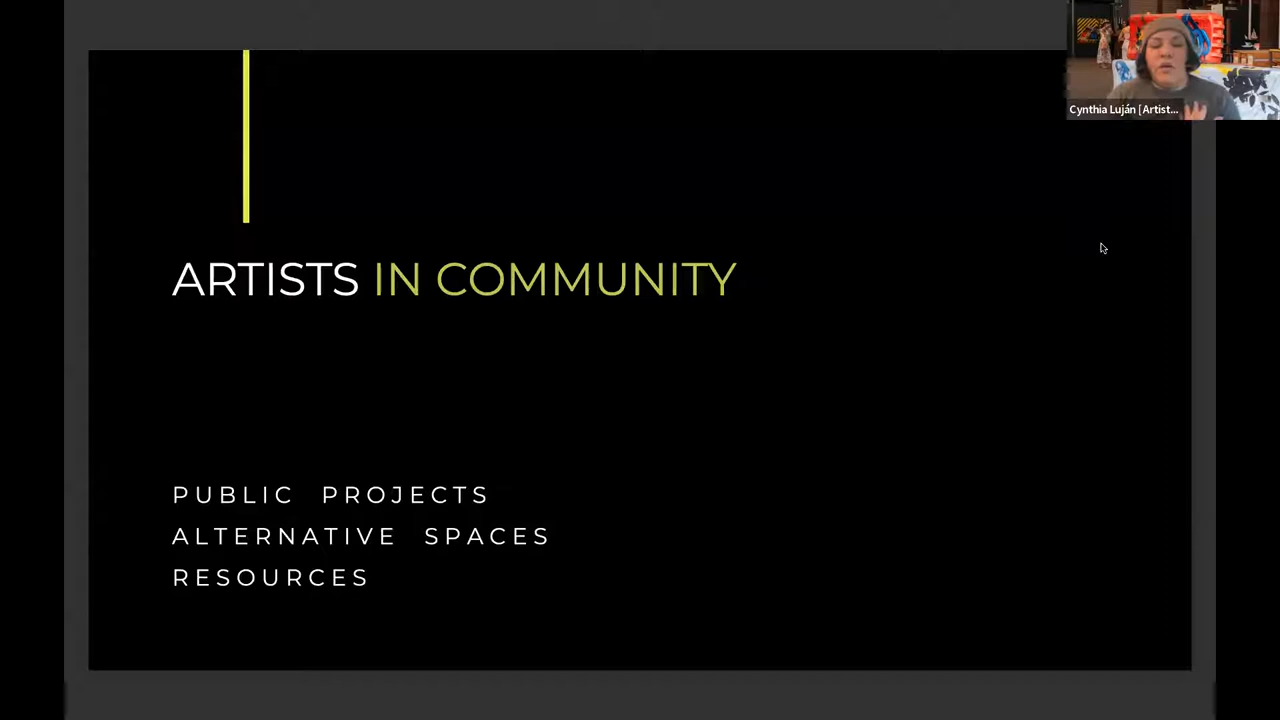 Cynthia Luján [Artist...
ARTISTS IN COMMUNITY
PUBLIC PROJECTS
ALTERNATIVE SPACES
RESOURCES